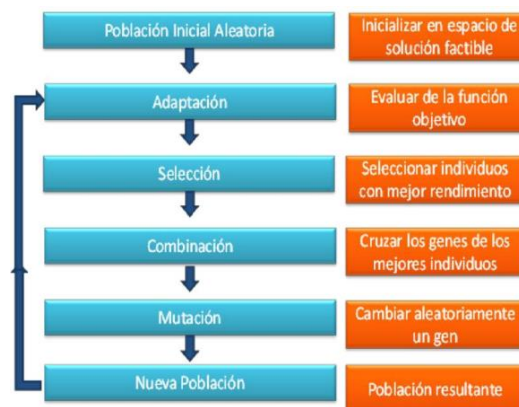 Población Inicial Aleatoria
Inicializar en espacio de
solución factible
Adaptación
Evaluar de la función
objetivo
Selección
Seleccionar individuos
con mejor rendimiento
Combinación
Cruzar los genes de los
mejores individuos
Mutación
Cambiar aleatoriamente
un gen
Nueva Población
Población resultante